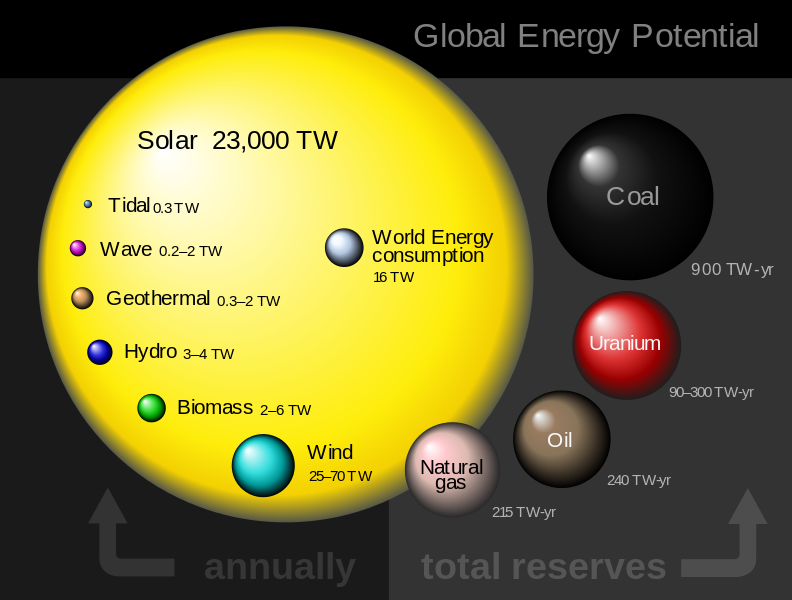 Global Energy Potential
Solar 23,000 TW
Tidal 0.3 TW
Wave 0.2–2 TW
Geothermal 0.3–2 TW
Hydro 3–4 TW
Biomass 2–6 TW
Wind
25–70 TW
World Energy
consumption
16 TW
Coal
900 TW-yr
Uranium
90–300 TW-yr
Oil
240 TW-yr
Natural
gas
215 TW-yr
annually
total reserves